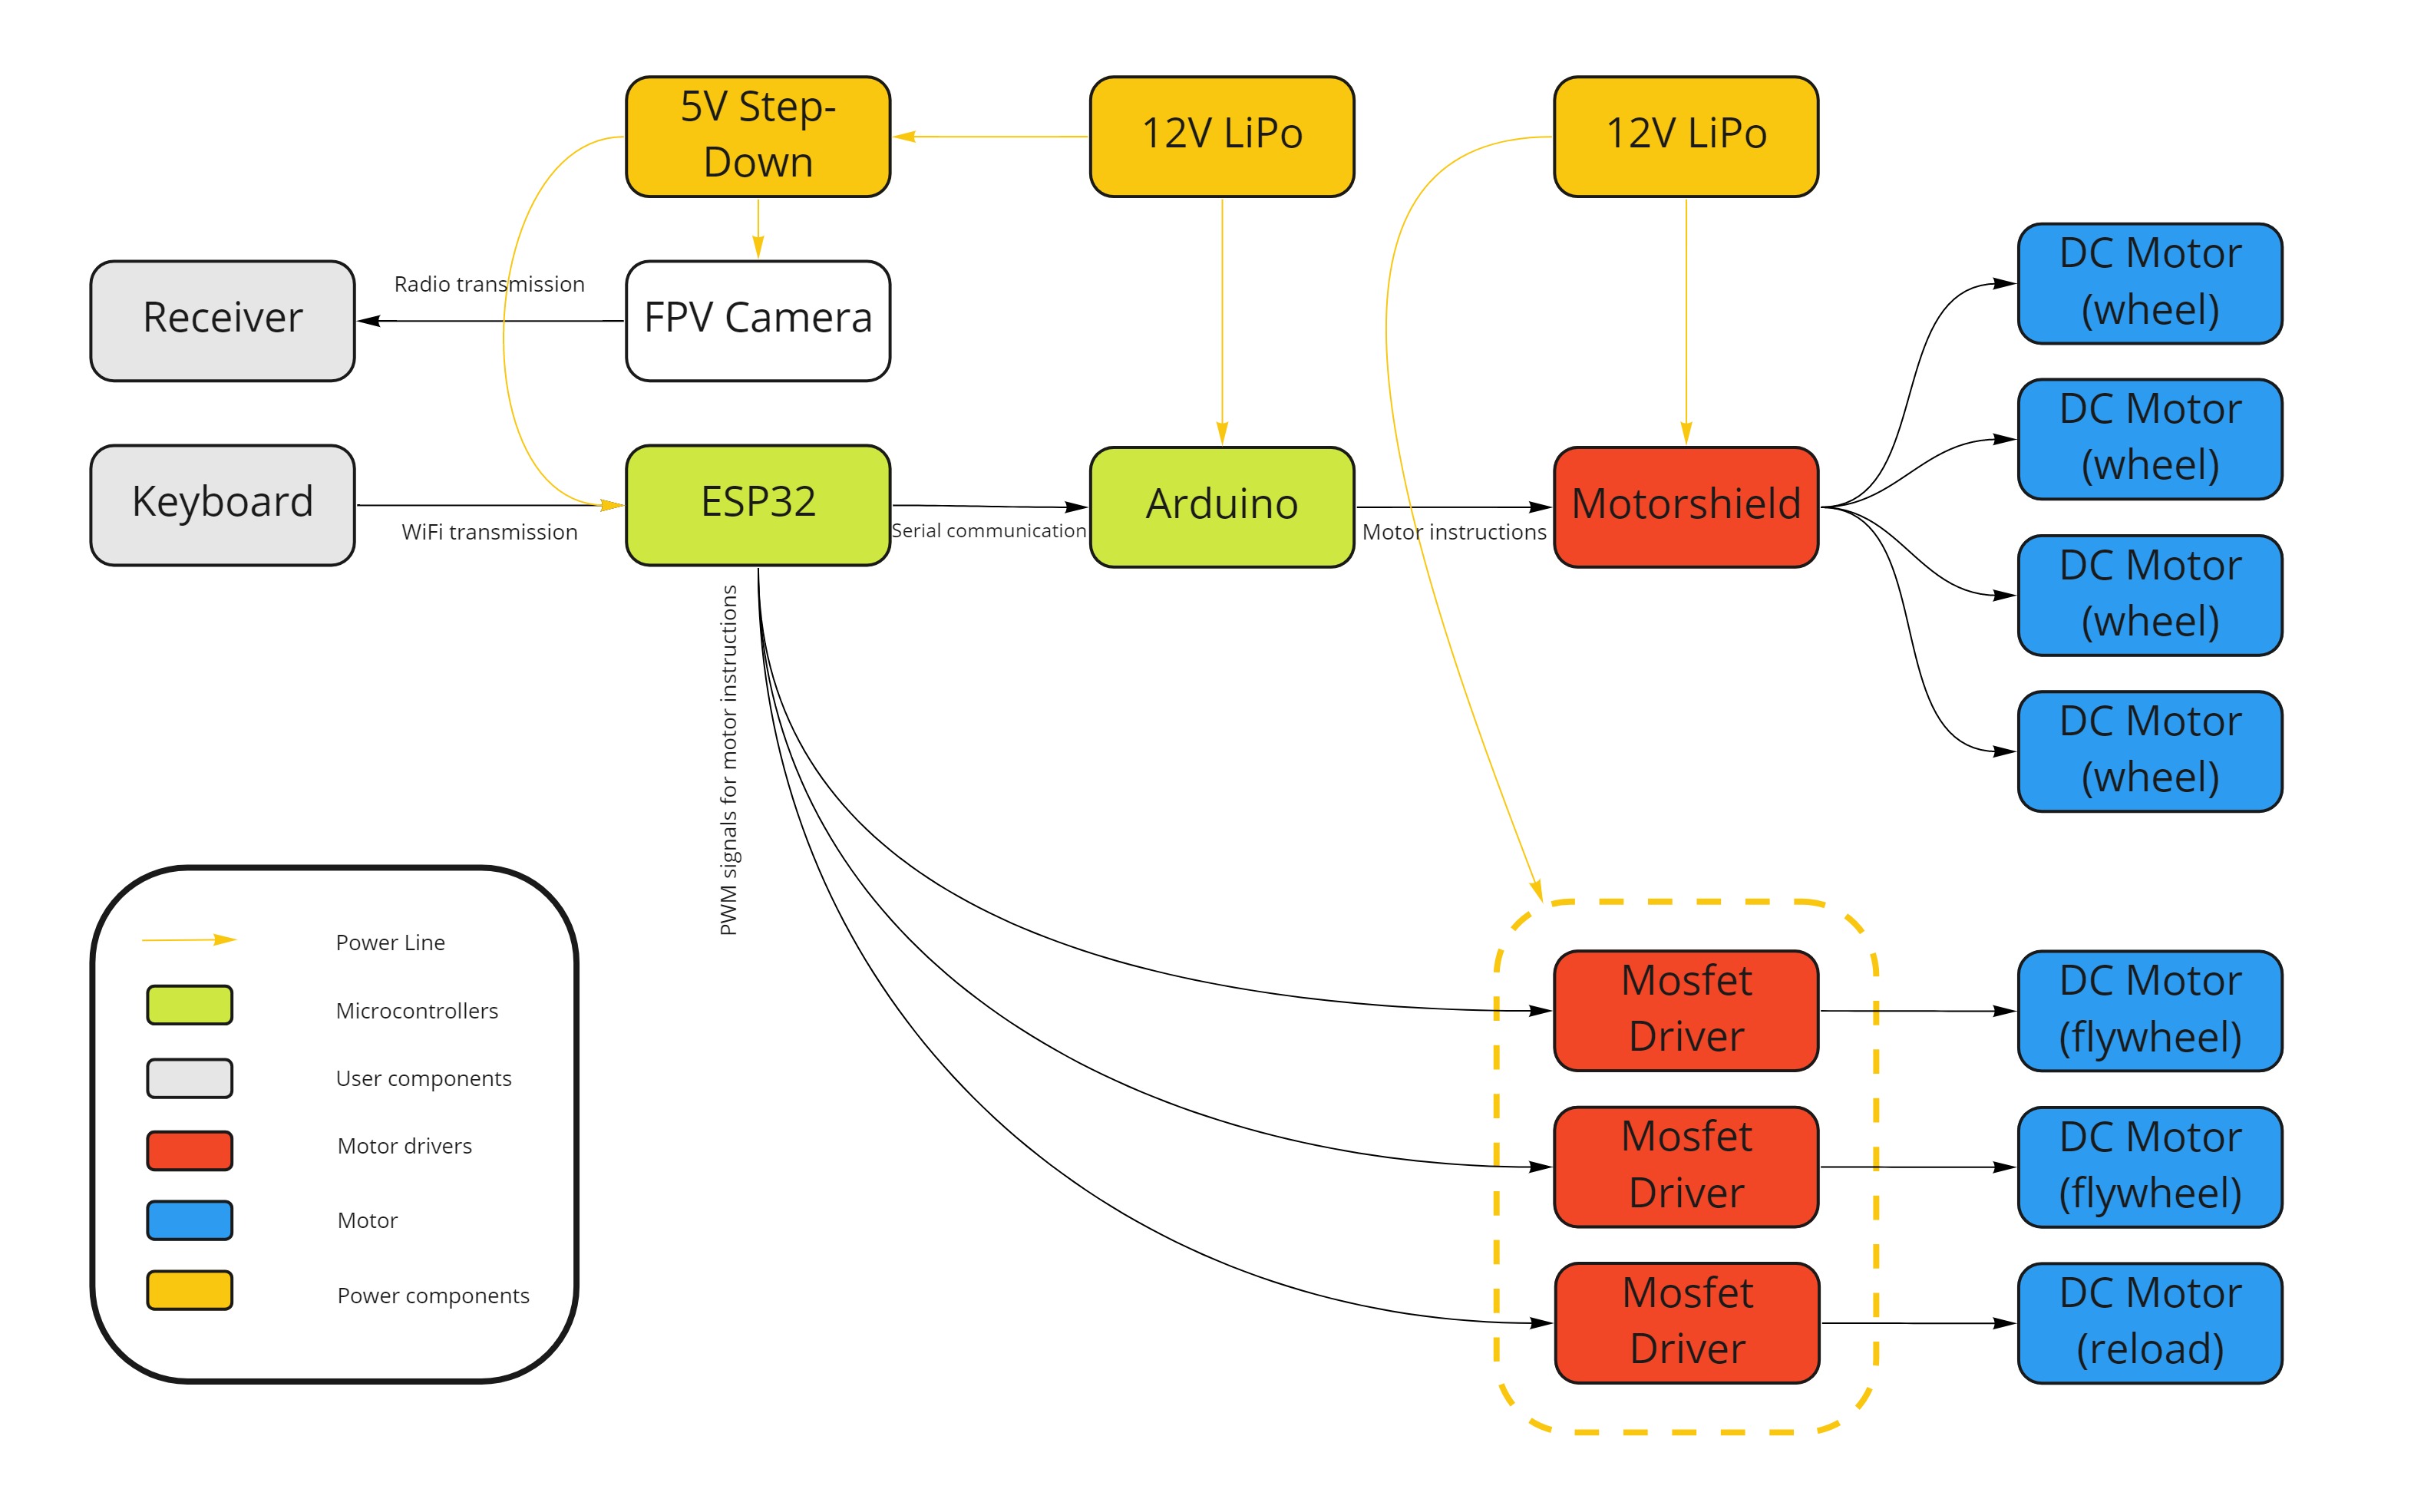 5V Step-
Down
12V LiPo
12V LiPo
Receiver
Radio transmission
FPV Camera
DC Motor
(wheel)
DC Motor
(wheel)
Keyboard
WiFi transmission
ESP32
Serial communication
Arduino
Motor instructions
Motorshield
DC Motor
(wheel)
DC Motor
(wheel)
PWM signals for motor instructions
Power Line
Microcontrollers
User components
Motor drivers
Motor
Power components
Mosfet
Driver
DC Motor
(flywheel)
Mosfet
Driver
DC Motor
(flywheel)
Mosfet
Driver
DC Motor
(reload)